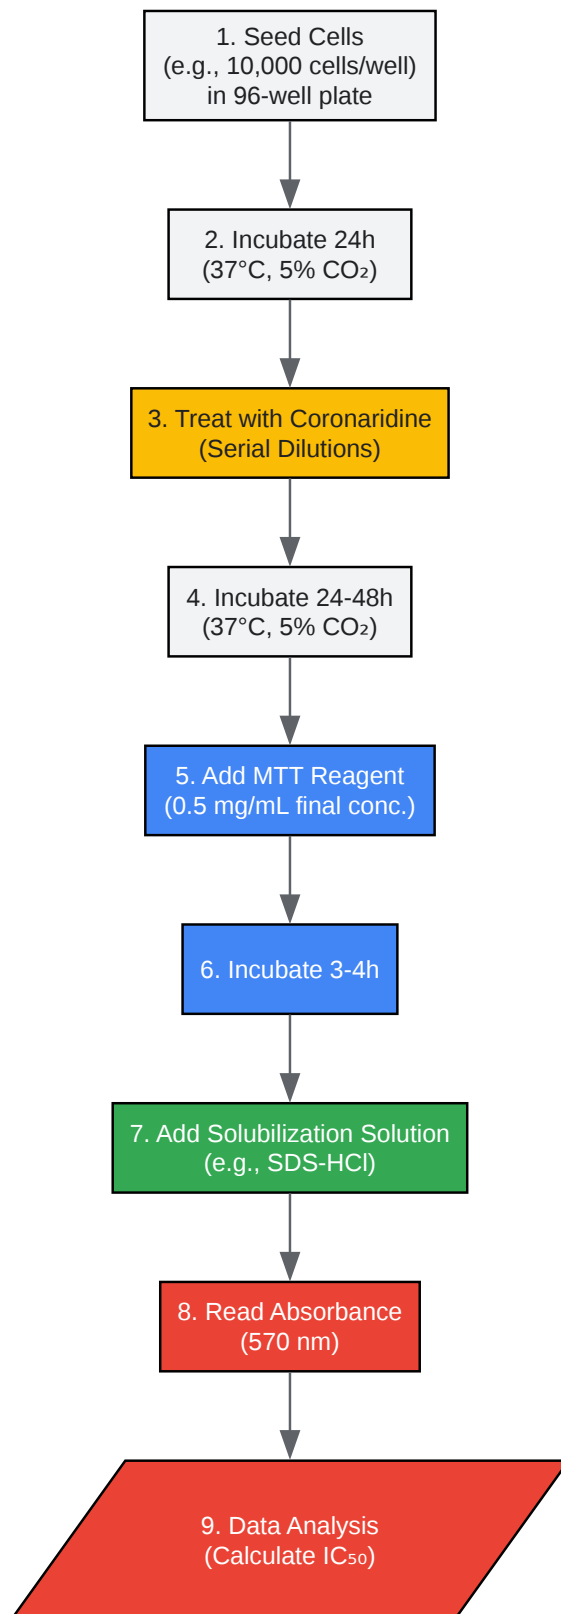 1. Seed Cells
(e.g., 10,000 cells/well)
in 96-well plate
2. Incubate 24h
(37°C, 5% CO₂)
3. Treat with Coronaridine
(Serial Dilutions)
4. Incubate 24-48h
(37°C, 5% CO₂)
5. Add MTT Reagent
(0.5 mg/mL final conc.)
6. Incubate 3-4h
7. Add Solubilization Solution
(e.g., SDS-HCl)
8. Read Absorbance
(570 nm)
9. Data Analysis
(Calculate IC₅₀)